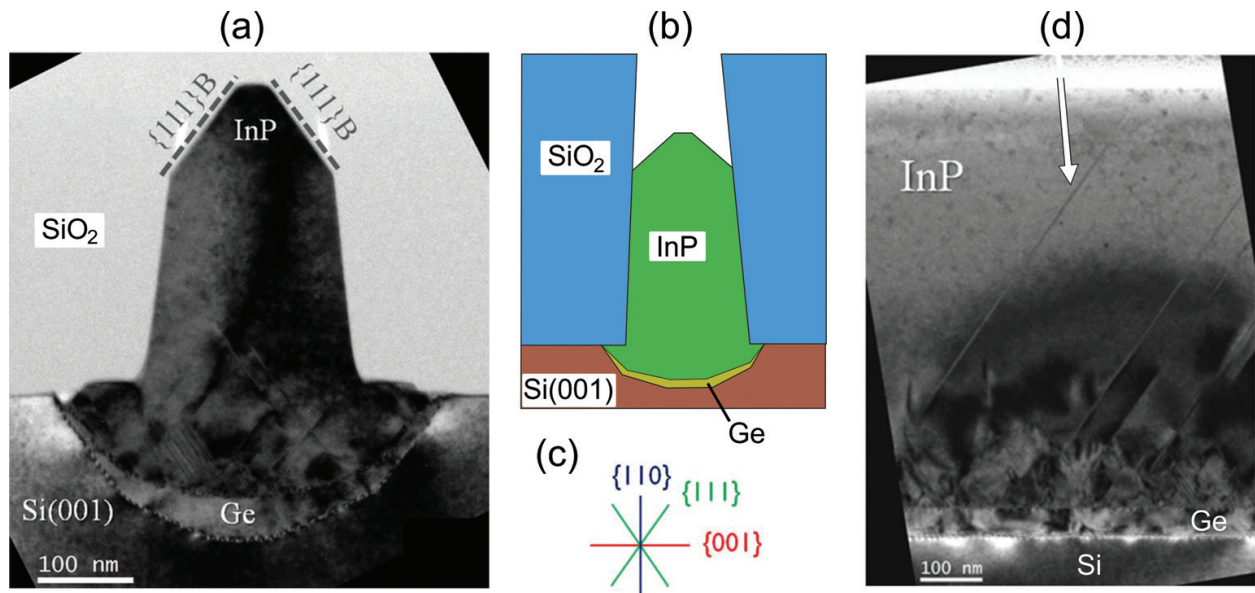 (a)
{111}B
{111}B
InP
SiO2
Si(001)
Ge
100 nm
(b)
SiO2
InP
Si(001)
Ge
(c)
{110}
{111}
{001}
(d)
InP
Ge
Si
100 nm